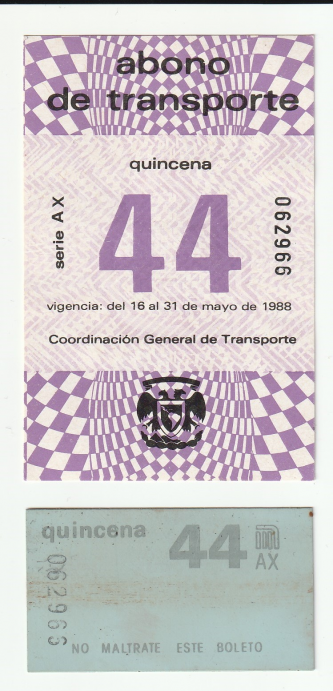 abono
de transporte
quincena
serie AX
44
062966
vigencia: del 16 al 31 de mayo de 1988
Coordinación General de Transporte
quincena
44
AX
062966
NO MALTRATE ESTE BOLETO